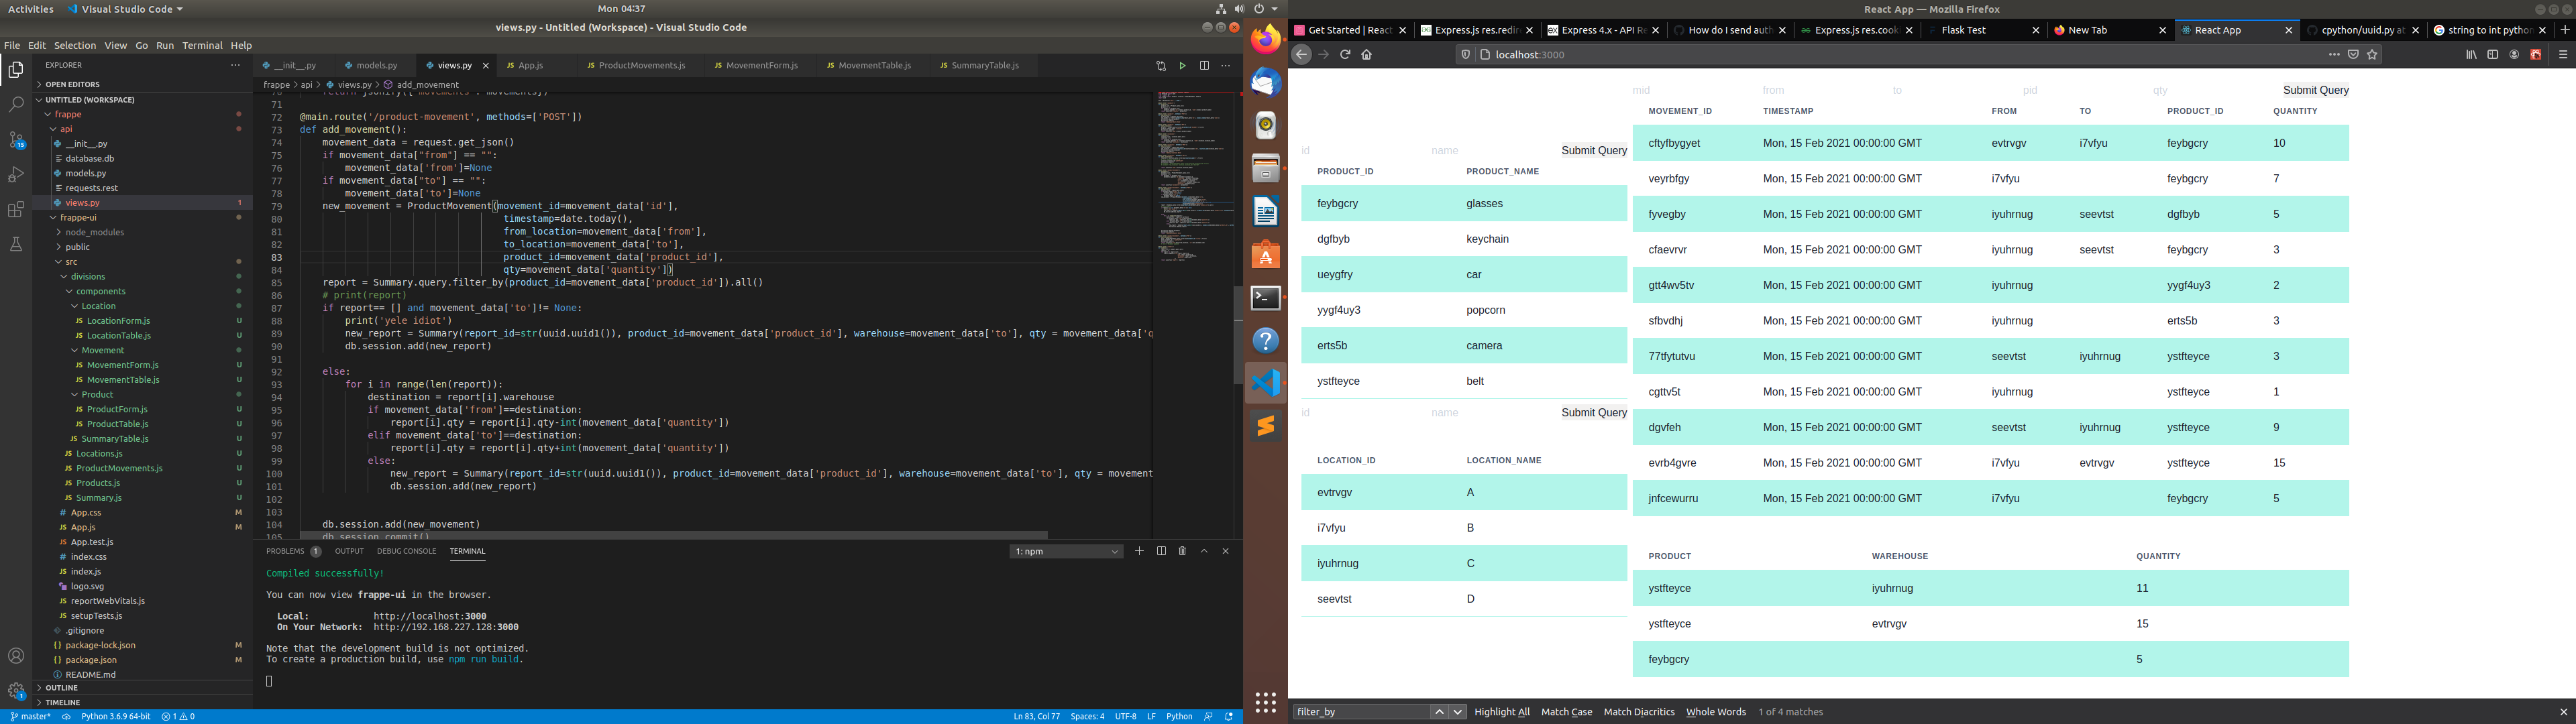 Activities Visual Studio Code Mon 04:37
views.py - Untitled (Workspace) - Visual Studio Code
File Edit Selection View Go Run Terminal Help
EXPLORER
OPEN EDITORS
UNTITLED (WORKSPACE)
frappe
api
__init__.py
database.db
models.py
requests.rest
views.py 1
frappe-ui
node_modules
public
src
divisions
components
Location
JS LocationForm.js U
JS LocationTable.js U
Movement
JS MovementForm.js U
JS MovementTable.js U
Product
JS ProductForm.js U
JS ProductTable.js U
JS SummaryTable.js U
JS Locations.js U
JS ProductMovements.js U
JS Products.js U
JS Summary.js U
# App.css M
JS App.js M
JS App.test.js
# index.css
JS index.js
logo.svg
JS reportWebVitals.js
JS setupTests.js
.gitignore
{} package-lock.json M
{} package.json M
README.md
OUTLINE
TIMELINE
15
1
__init__.py models.py views.py JS App.js JS ProductMovements.js JS MovementForm.js JS MovementTable.js JS SummaryTable.js
frappe > api > views.py > add_movement
70 return jsonify({'movements': movements})
71
72 @main.route('/product-movement', methods=['POST'])
73 def add_movement():
74 movement_data = request.get_json()
75 if movement_data["from"] == "":
76 movement_data['from']=None
77 if movement_data["to"] == "":
78 movement_data['to']=None
79 new_movement = ProductMovement(movement_id=movement_data['id'],
80 timestamp=date.today(),
81 from_location=movement_data['from'],
82 to_location=movement_data['to'],
83 product_id=movement_data['product_id'],
84 qty=movement_data['quantity'])
85 report = Summary.query.filter_by(product_id=movement_data['product_id']).all()
86 # print(report)
87 if report== [] and movement_data['to']!= None:
88 print('yele idiot')
89 new_report = Summary(report_id=str(uuid.uuid1()), product_id=movement_data['product_id'], warehouse=movement_data['to'], qty = movement_data['q
90 db.session.add(new_report)
91
92 else:
93 for i in range(len(report)):
94 destination = report[i].warehouse
95 if movement_data['from']==destination:
96 report[i].qty = report[i].qty-int(movement_data['quantity'])
97 elif movement_data['to']==destination:
98 report[i].qty = report[i].qty+int(movement_data['quantity'])
99 else:
100 new_report = Summary(report_id=str(uuid.uuid1()), product_id=movement_data['product_id'], warehouse=movement_data['to'], qty = movement
101 db.session.add(new_report)
102
103
104 db.session.add(new_movement)
105 db.session.commit()
PROBLEMS 1 OUTPUT DEBUG CONSOLE TERMINAL 1: npm
Compiled successfully!
You can now view frappe-ui in the browser.
Local: http://localhost:3000
On Your Network: http://192.168.227.128:3000
Note that the development build is not optimized.
To create a production build, use npm run build.
master* Python 3.6.9 64-bit 1 0 Ln 83, Col 77 Spaces: 4 UTF-8 LF Python
React App — Mozilla Firefox
Get Started | React Express.js res.redire Express 4.x - API Re How do I send auth Express.js res.cooki Flask Test New Tab React App cpython/uuid.py at string to int python
localhost:3000
id name Submit Query
PRODUCT_ID PRODUCT_NAME
feybgcry glasses
dgfbyb keychain
ueygfry car
yygf4uy3 popcorn
erts5b camera
ystfteyce belt
id name Submit Query
LOCATION_ID LOCATION_NAME
evtrvgv A
i7vfyu B
iyuhrnug C
seevtst D
mid from to pid qty Submit Query
MOVEMENT_ID TIMESTAMP FROM TO PRODUCT_ID QUANTITY
cftyfbygyet Mon, 15 Feb 2021 00:00:00 GMT evtrvgv i7vfyu feybgcry 10
veyrbfgy Mon, 15 Feb 2021 00:00:00 GMT i7vfyu feybgcry 7
fyvegby Mon, 15 Feb 2021 00:00:00 GMT iyuhrnug seevtst dgfbyb 5
cfaevrvr Mon, 15 Feb 2021 00:00:00 GMT iyuhrnug seevtst feybgcry 3
gtt4wv5tv Mon, 15 Feb 2021 00:00:00 GMT iyuhrnug yygf4uy3 2
sfbvdhj Mon, 15 Feb 2021 00:00:00 GMT iyuhrnug erts5b 3
77tfytutvu Mon, 15 Feb 2021 00:00:00 GMT seevtst iyuhrnug ystfteyce 3
cgttv5t Mon, 15 Feb 2021 00:00:00 GMT iyuhrnug ystfteyce 1
dgvfeh Mon, 15 Feb 2021 00:00:00 GMT seevtst iyuhrnug ystfteyce 9
evrb4gvre Mon, 15 Feb 2021 00:00:00 GMT i7vfyu evtrvgv ystfteyce 15
jnfcewurru Mon, 15 Feb 2021 00:00:00 GMT i7vfyu feybgcry 5
PRODUCT WAREHOUSE QUANTITY
ystfteyce iyuhrnug 11
ystfteyce evtrvgv 15
feybgcry 5
filter_by Highlight All Match Case Match Diacritics Whole Words 1 of 4 matches